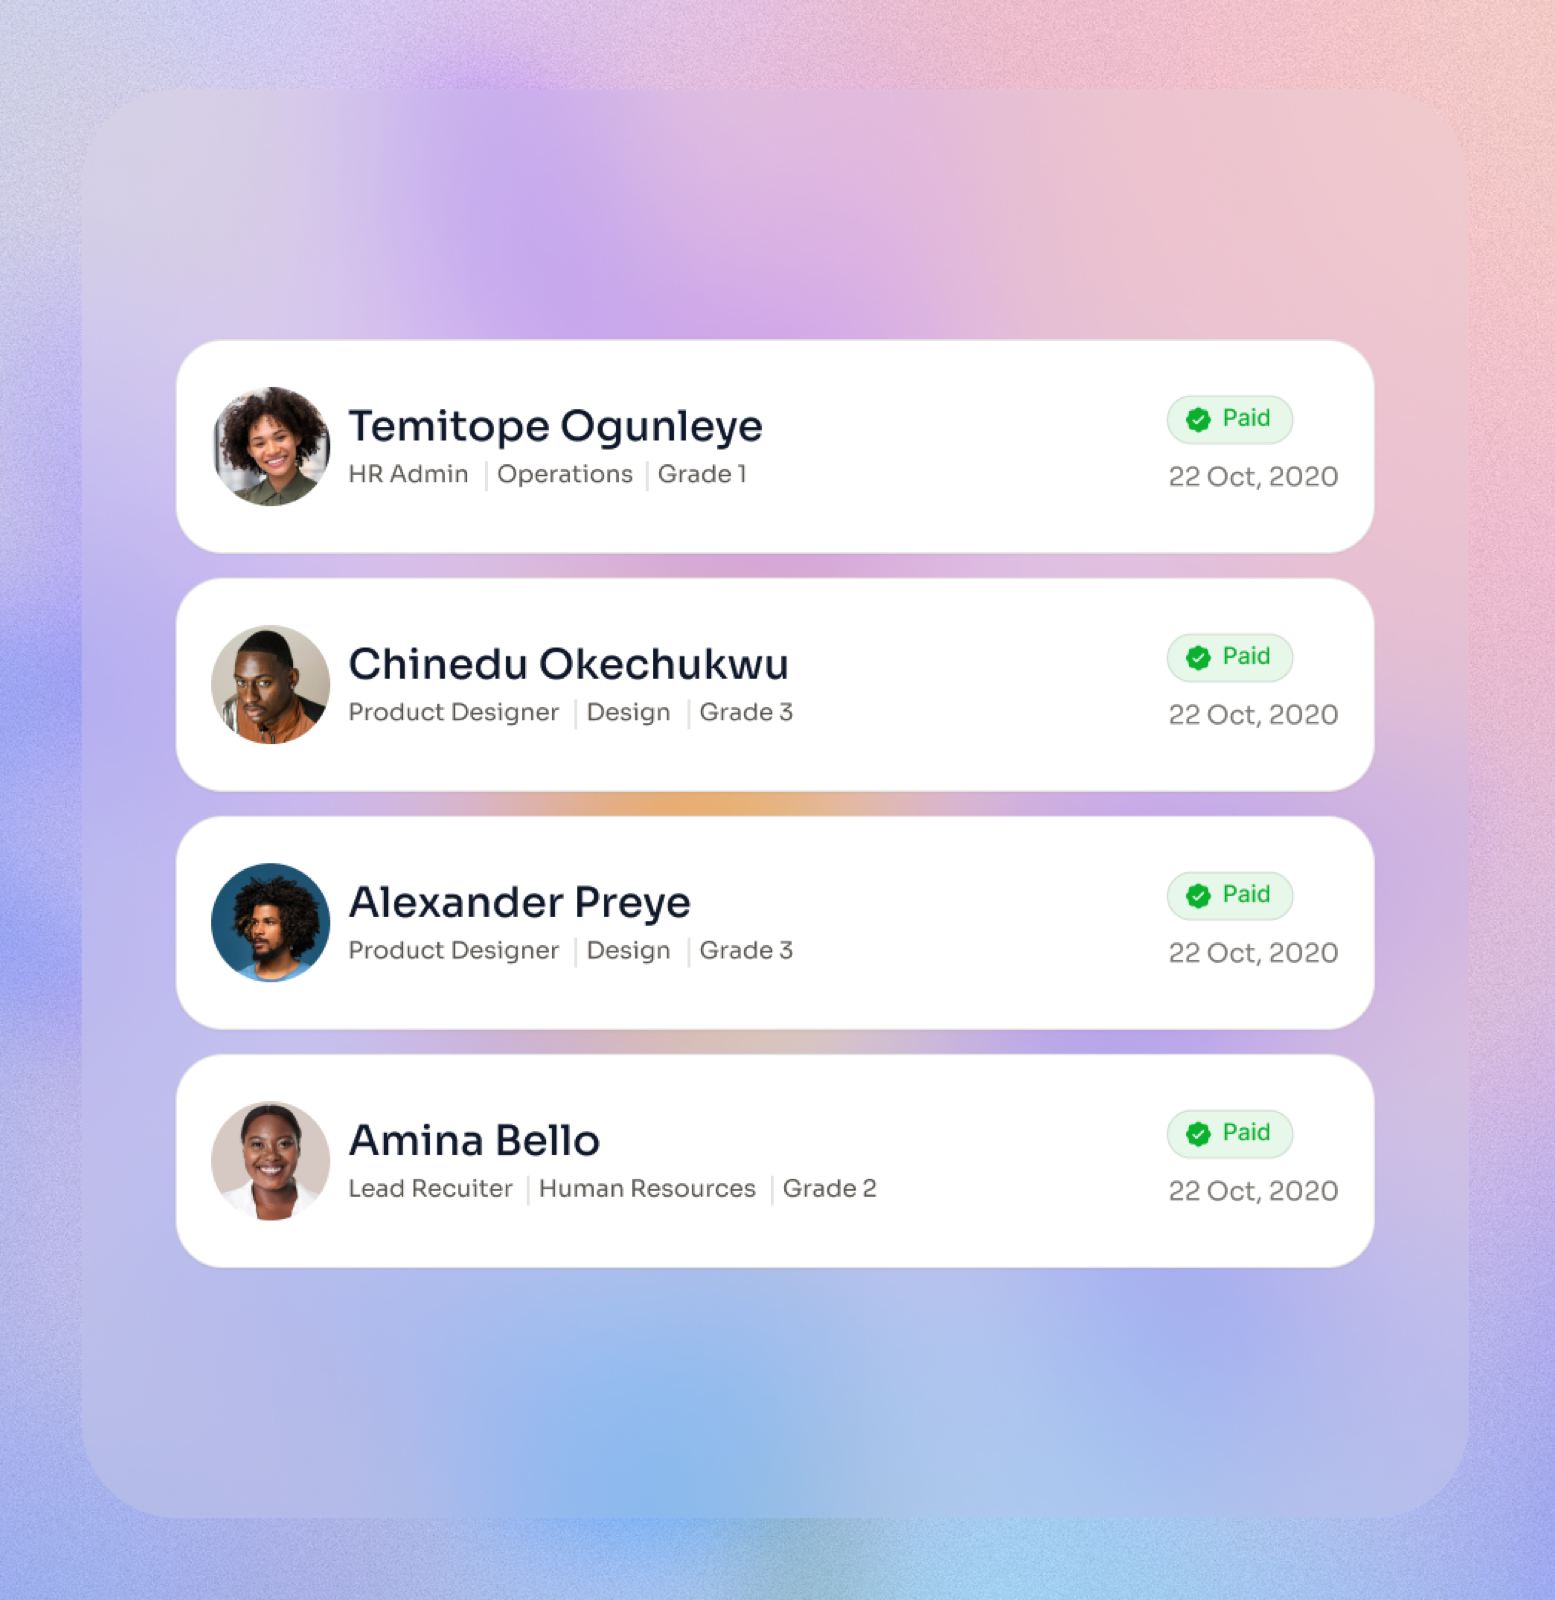 Temitope Ogunleye
HR Admin | Operations | Grade 1
Paid
22 Oct, 2020
Chinedu Okechukwu
Product Designer | Design | Grade 3
Paid
22 Oct, 2020
Alexander Preye
Product Designer | Design | Grade 3
Paid
22 Oct, 2020
Amina Bello
Lead Recuiter | Human Resources | Grade 2
Paid
22 Oct, 2020